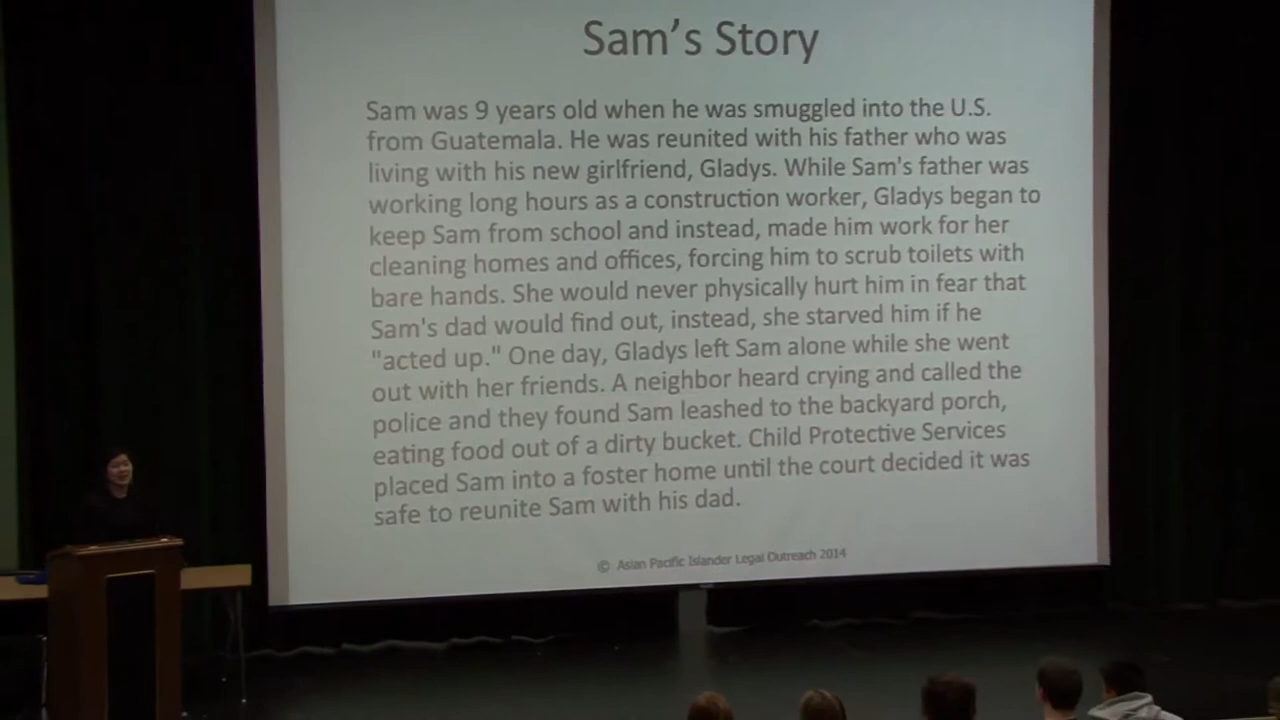 Sam's Story
Sam was 9 years old when he was smuggled into the U.S.
from Guatemala. He was reunited with his father who was
living with his new girlfriend, Gladys. While Sam's father was
working long hours as a construction worker, Gladys began to
keep Sam from school and instead, made him work for her
cleaning homes and offices, forcing him to scrub toilets with
bare hands. She would never physically hurt him in fear that
Sam's dad would find out, instead, she starved him if he
"acted up." One day, Gladys left Sam alone while she went
out with her friends. A neighbor heard crying and called the
police and they found Sam leashed to the backyard porch,
eating food out of a dirty bucket. Child Protective Services
placed Sam into a foster home until the court decided it was
safe to reunite Sam with his dad.
© Asian Pacific Islander Legal Outreach 2014